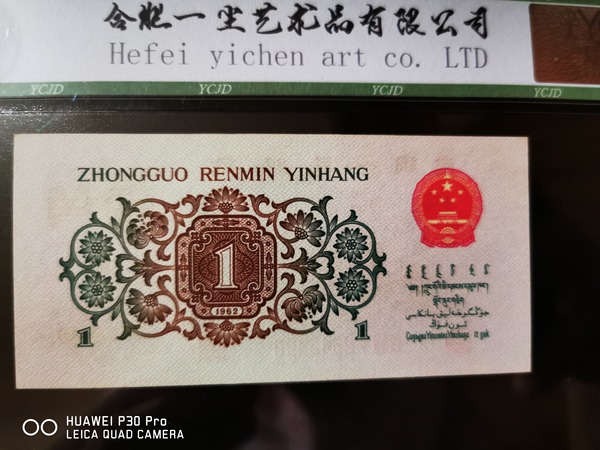 合肥一尘艺术品有限公司
Hefei yichen art co. LTD
YCJD YCJD YCJD YCJD
ZHONGGUO RENMIN YINHANG
1
1962
1 1
HUAWEI P30 Pro
LEICA QUAD CAMERA